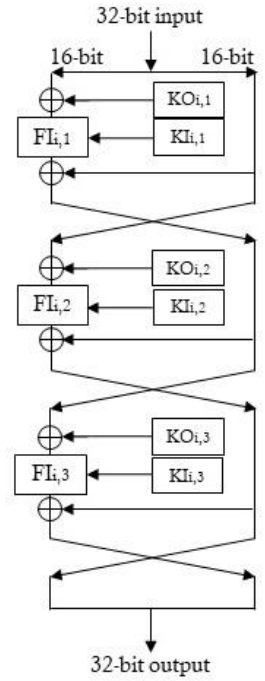 32-bit input
16-bit 16-bit
KOi,1
FIi,1 KIi,1
KOi,2
FIi,2 KIi,2
KOi,3
FIi,3 KIi,3
32-bit output